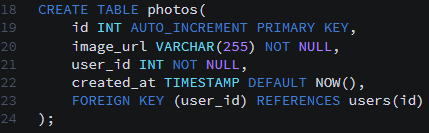 18 CREATE TABLE photos(
19     id INT AUTO_INCREMENT PRIMARY KEY,
20     image_url VARCHAR(255) NOT NULL,
21     user_id INT NOT NULL,
22     created_at TIMESTAMP DEFAULT NOW(),
23     FOREIGN KEY (user_id) REFERENCES users(id)
24 );